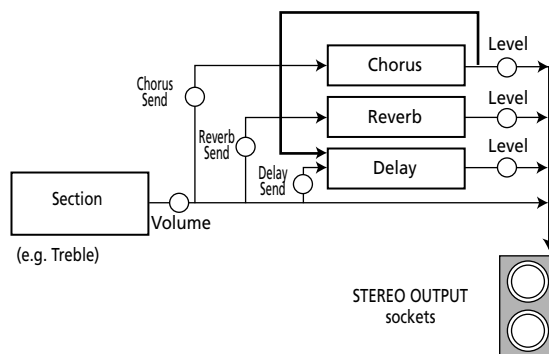 Level
Chorus
Chorus
Send
Level
Reverb
Reverb
Send
Level
Delay
Delay
Send
Section
Volume
(e.g. Treble)
STEREO OUTPUT
sockets